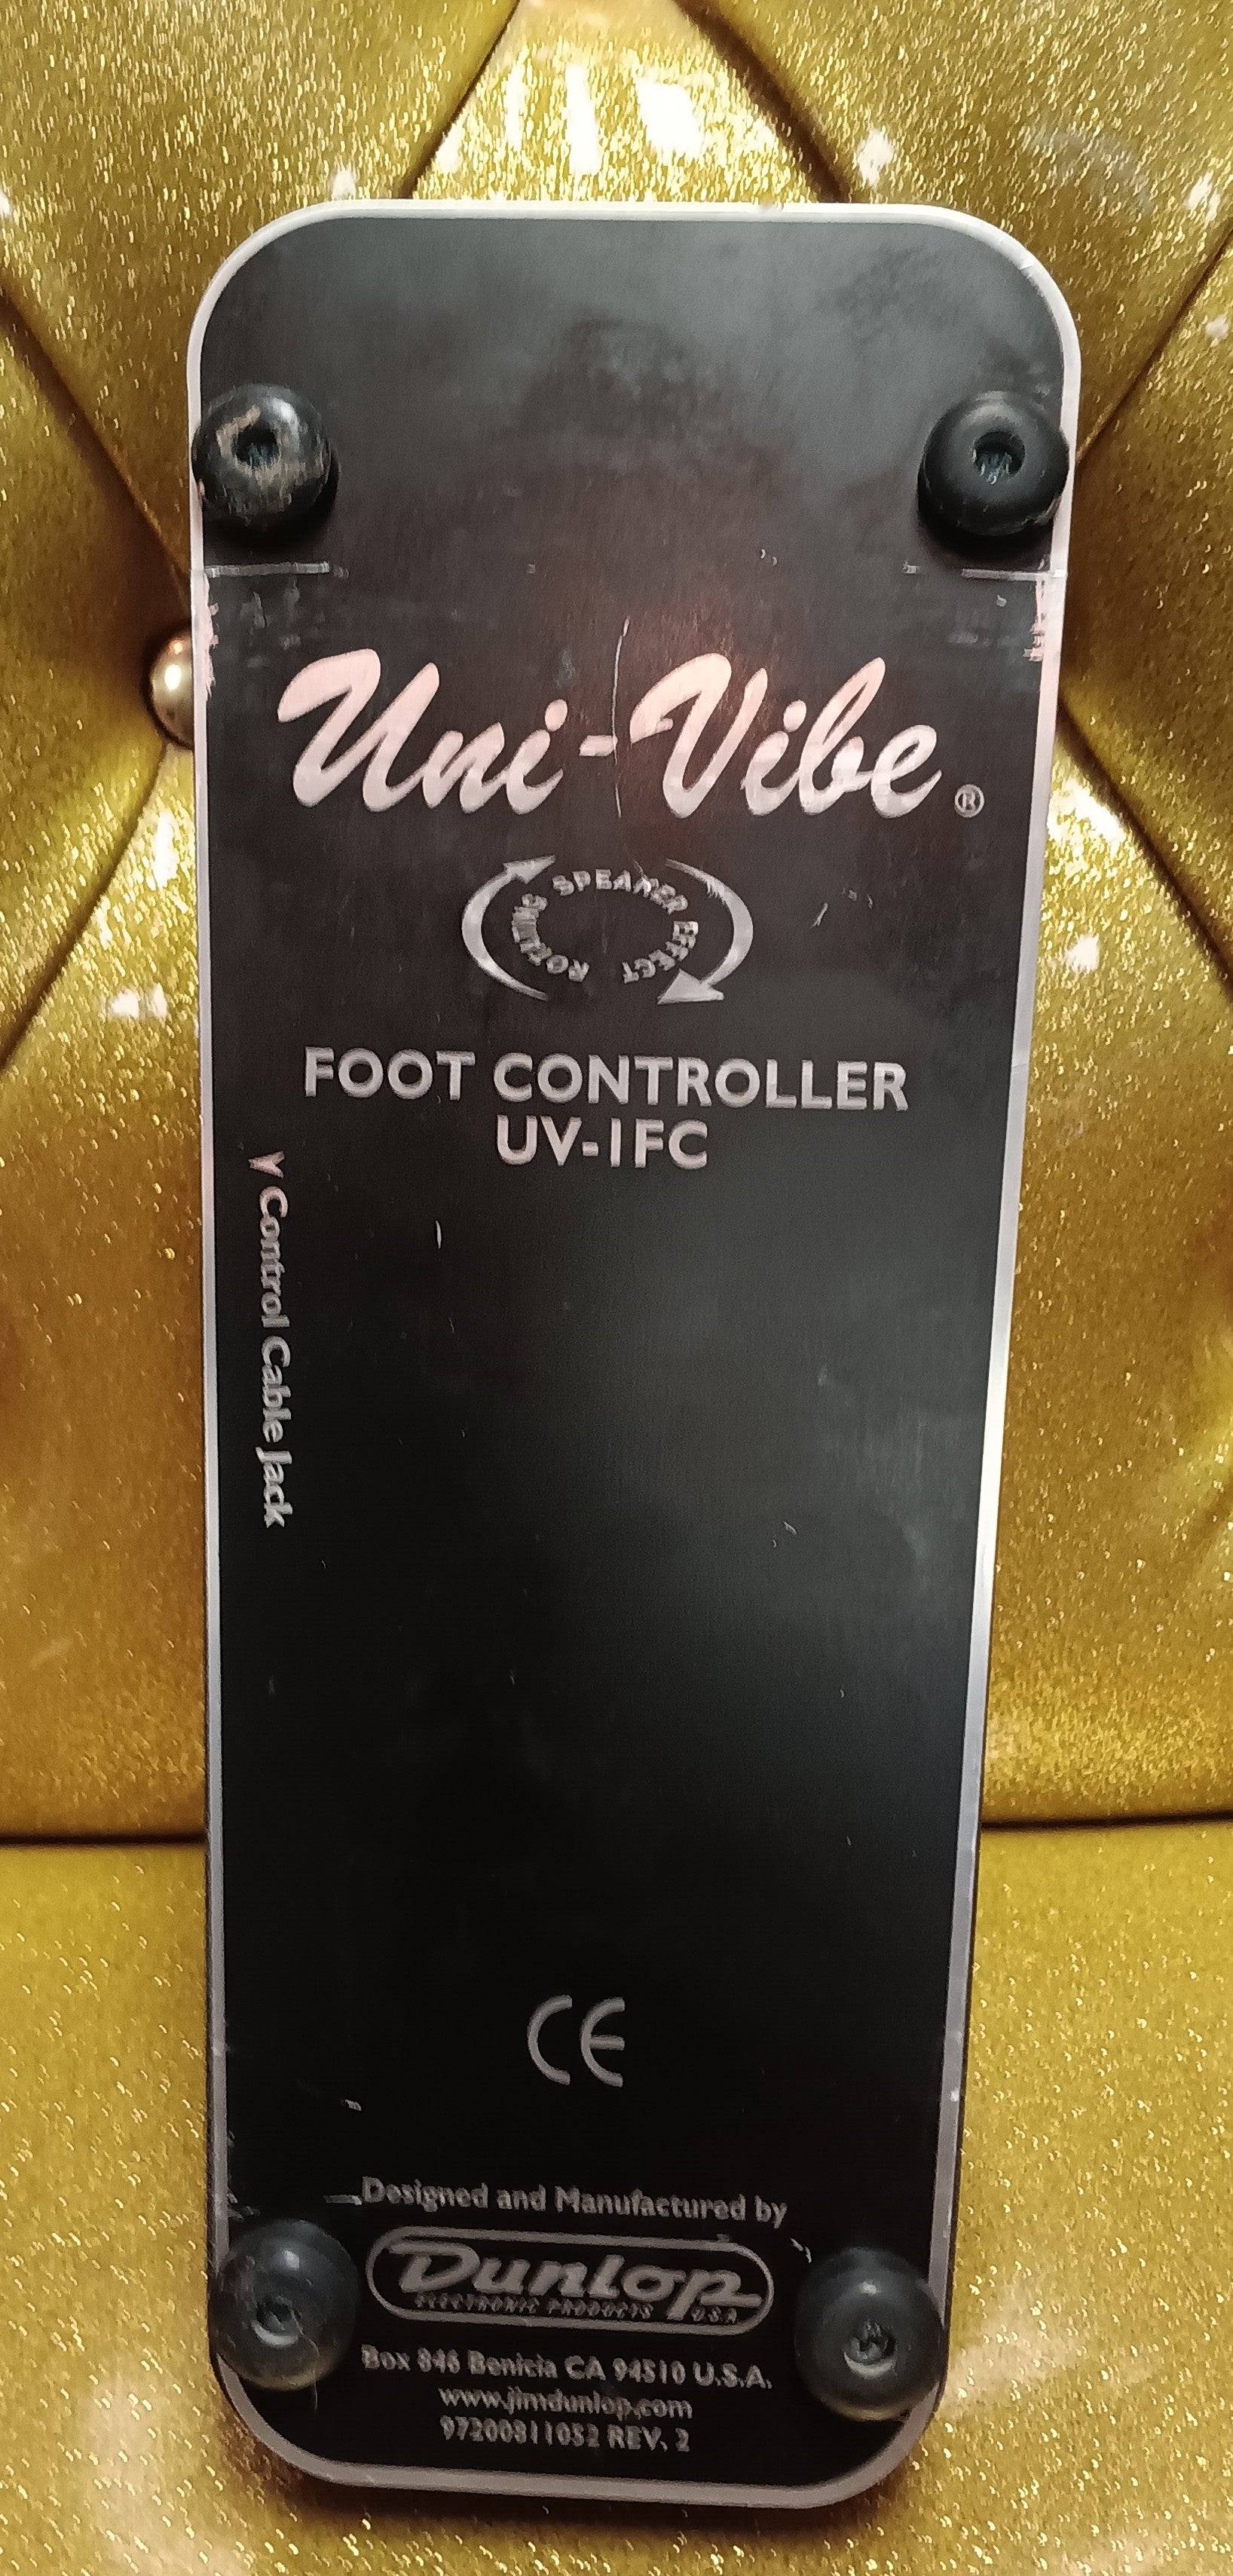 Uni-Vibe®
ROTATING SPEAKER EFFECT
FOOT CONTROLLER
UV-1FC
Control Cable Jack
CE
Designed and Manufactured by
Dunlop
ELECTRONIC PRODUCTS U.S.A.
Box 846 Benicia CA 94510 U.S.A.
www.jimdunlop.com
97200811052 REV. 2